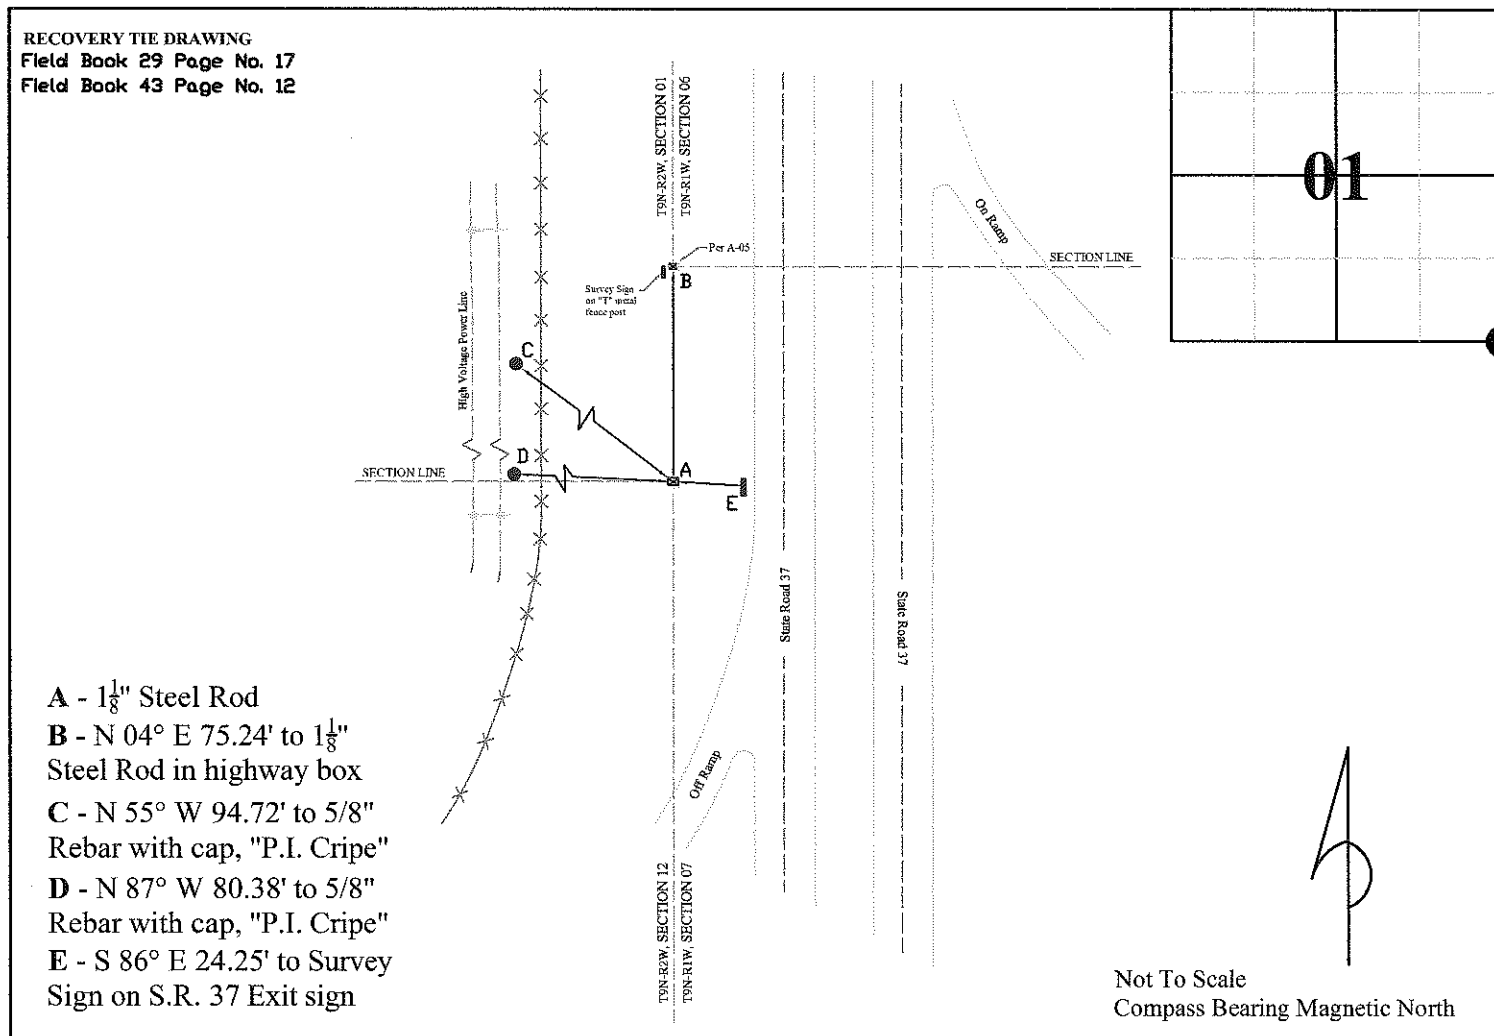 RECOVERY TIE DRAWING
Field Book 29 Page No. 17
Field Book 43 Page No. 12
01
T9N-R2W, SECTION 01
T9N-R1W, SECTION 06
On Ramp
Per A-05
SECTION LINE
B
Survey Sign
on "T" metal
fence post
High Voltage Power Line
C
D
SECTION LINE
A
E
State Road 37
State Road 37
Off Ramp
T9N-R2W, SECTION 12
T9N-R1W, SECTION 07
A - 1 1/8" Steel Rod
B - N 04° E 75.24' to 1 1/8"
Steel Rod in highway box
C - N 55° W 94.72' to 5/8"
Rebar with cap, "P.I. Cripe"
D - N 87° W 80.38' to 5/8"
Rebar with cap, "P.I. Cripe"
E - S 86° E 24.25' to Survey
Sign on S.R. 37 Exit sign
Not To Scale
Compass Bearing Magnetic North